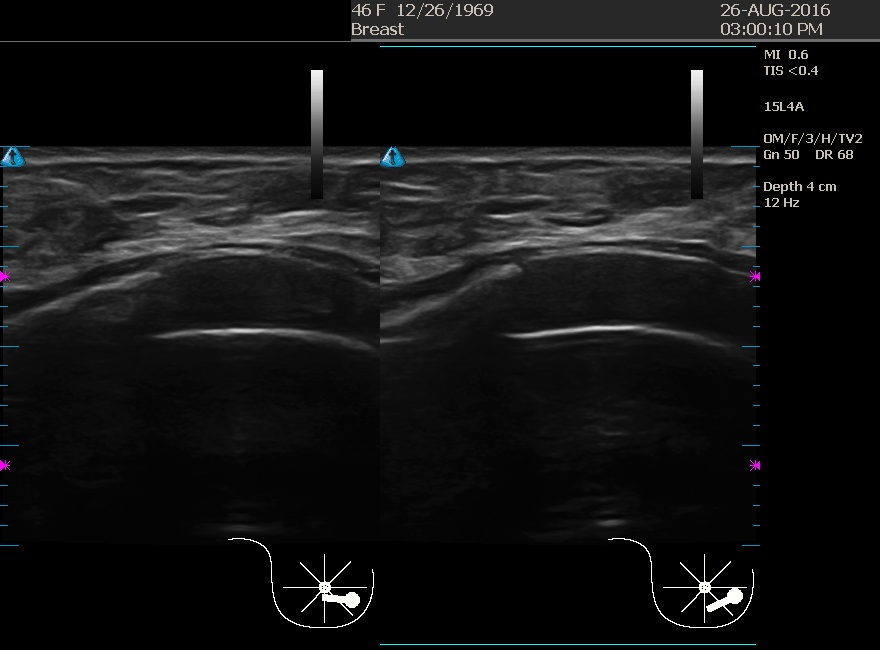 46 F 12/26/1969
26-AUG-2016
Breast
03:00:10 PM
MI 0.6
TIS <0.4
15L4A
OM/F/3/H/TV2
Gn 50 DR 68
Depth 4 cm
12 Hz